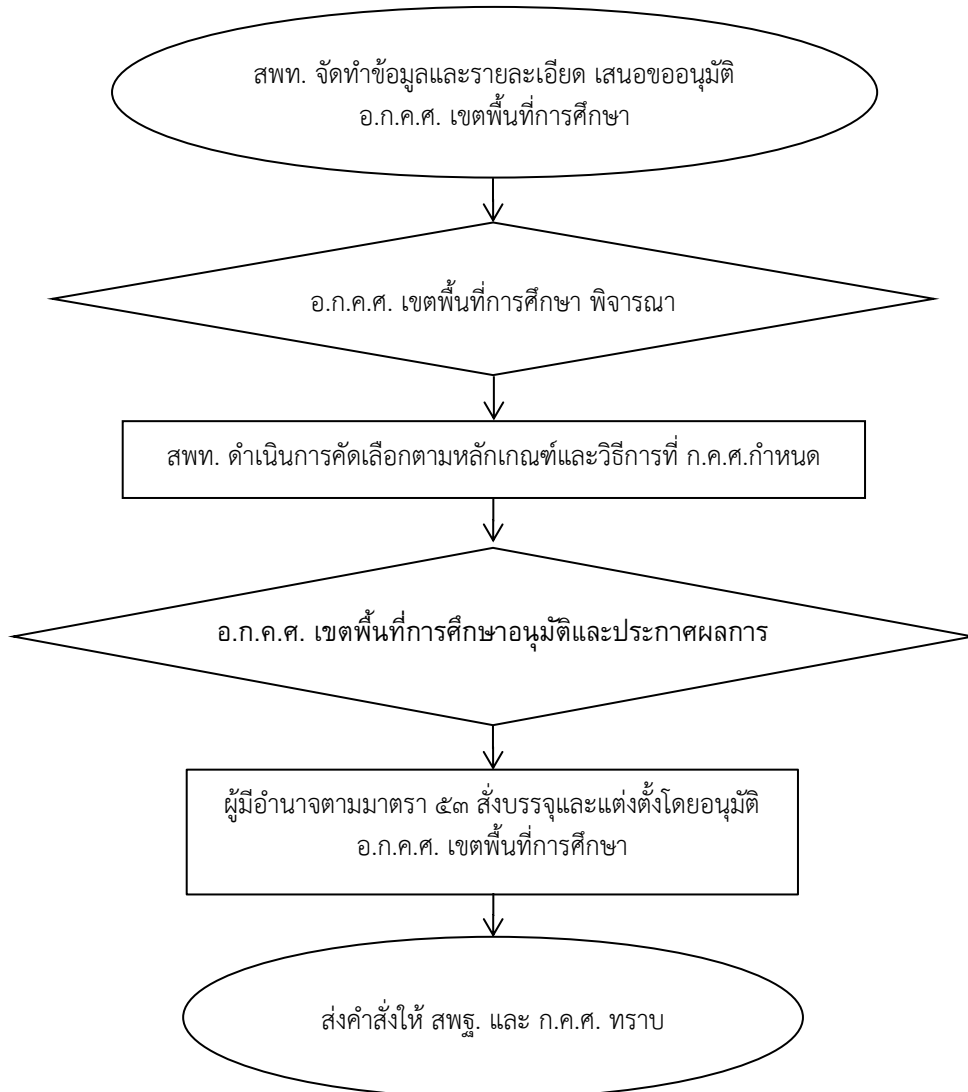 สพท. จัดทำข้อมูลและรายละเอียด เสนอขออนุมัติ
อ.ก.ค.ศ. เขตพื้นที่การศึกษา
อ.ก.ค.ศ. เขตพื้นที่การศึกษา พิจารณา
สพท. ดำเนินการคัดเลือกตามหลักเกณฑ์และวิธีการที่ ก.ค.ศ.กำหนด
อ.ก.ค.ศ. เขตพื้นที่การศึกษาอนุมัติและประกาศผลการ
ผู้มีอำนาจตามมาตรา ๕๓ สั่งบรรจุและแต่งตั้งโดยอนุมัติ
อ.ก.ค.ศ. เขตพื้นที่การศึกษา
ส่งคำสั่งให้ สพฐ. และ ก.ค.ศ. ทราบ